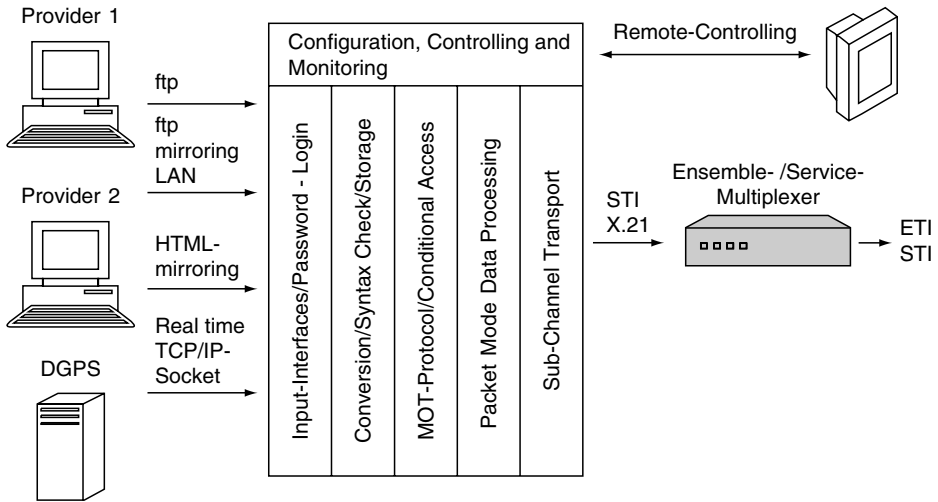 Provider 1
ftp
ftp
mirroring
LAN
Provider 2
HTML-
mirroring
Real time
TCP/IP-
Socket
DGPS
Configuration, Controlling and
Monitoring
Input-Interfaces/Password - Login
Conversion/Syntax Check/Storage
MOT-Protocol/Conditional Access
Packet Mode Data Processing
Sub-Channel Transport
Remote-Controlling
STI
X.21
Ensemble- /Service-
Multiplexer
ETI
STI